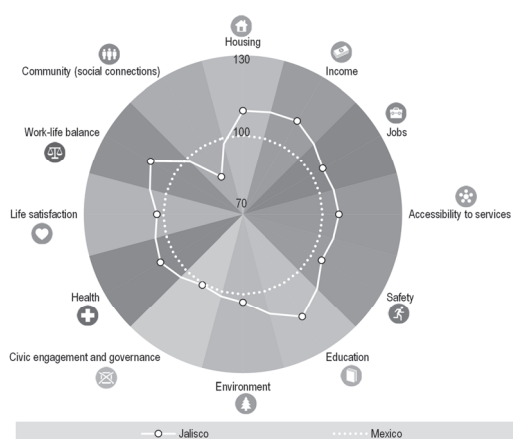 Housing
130
Community (social connections)
Income
Work-life balance
100
Jobs
Life satisfaction
70
Accessibility to services
Health
Safety
Civic engagement and governance
Education
Environment
Jalisco
Mexico